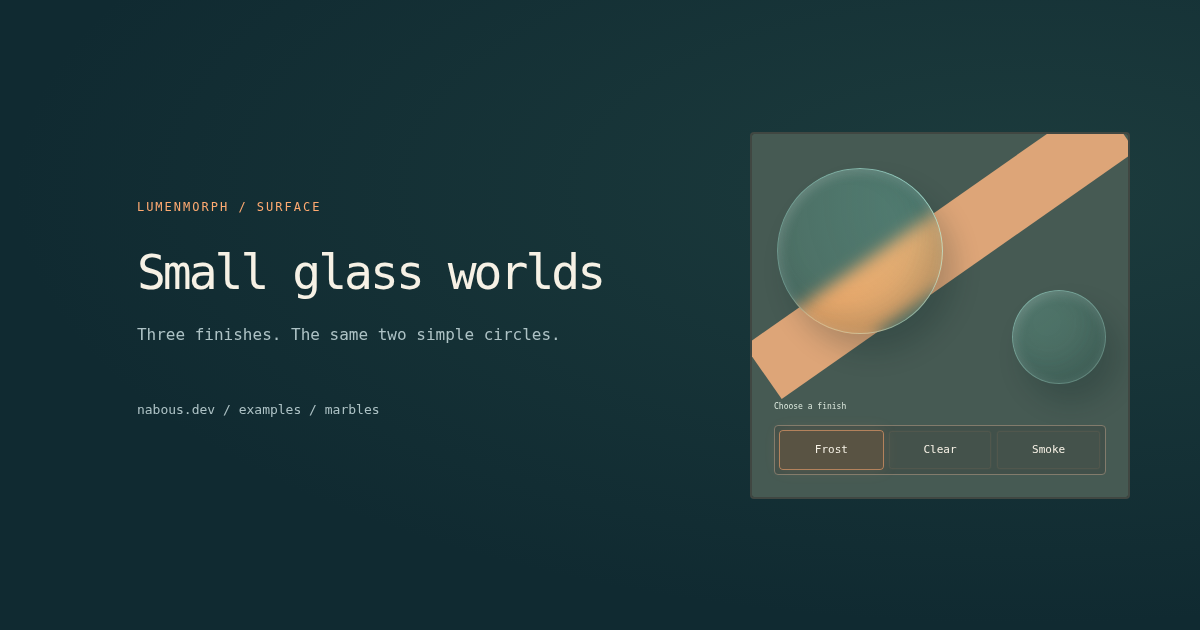 LUMENMORPH / SURFACE
Small glass worlds
Three finishes. The same two simple circles.
nabous.dev / examples / marbles
Choose a finish
Frost Clear Smoke